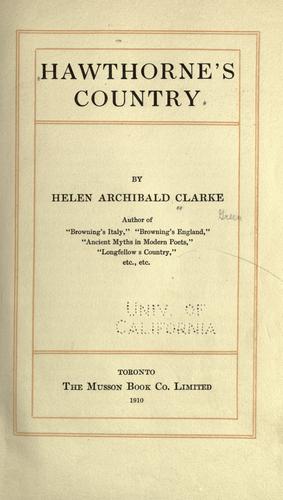 HAWTHORNE'S
COUNTRY
BY
HELEN ARCHIBALD CLARKE
Green
Author of
"Browning's Italy," "Browning's England,"
"Ancient Myths in Modern Poets,"
"Longfellow s Country,"
etc., etc.
UNIV. OF
CALIFORNIA
TORONTO
THE MUSSON BOOK CO. LIMITED
1910